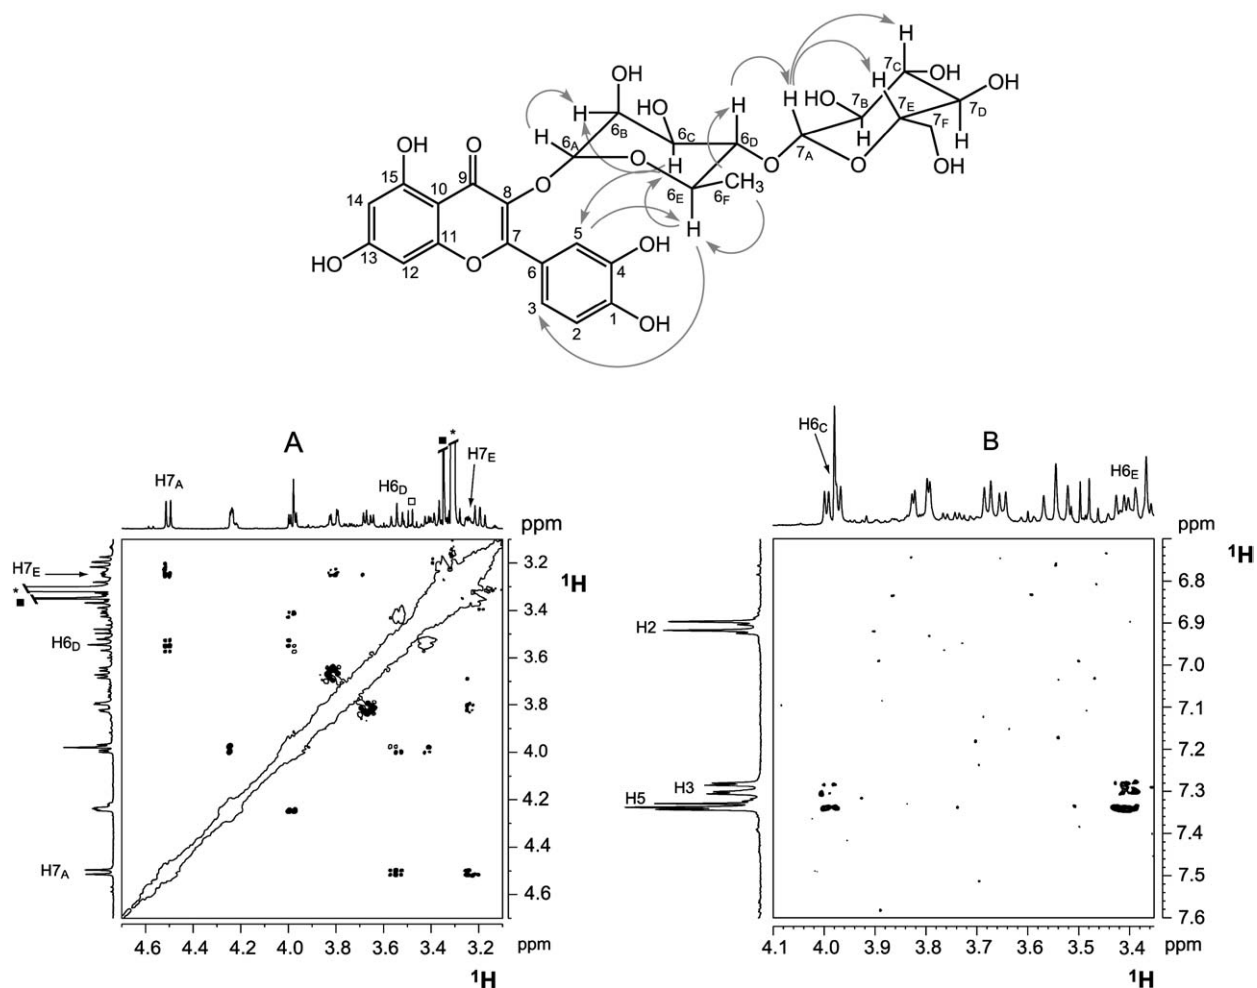 H
7C
OH
OH
H
H
H
H
OH
HO
7B
7E
7D
HO
H
6B
6C
6D
7F
H
H
7A
O
OH
H
6A
O
H
O
OH
O
9
8
O
CH3
15
10
6E
6F
14
7
5
H
11
OH
HO
13
12
O
6
4
3
1
2
OH
A
■
*
H7E
H7A
H6D
□
ppm
3.2
3.4
3.6
3.8
4.0
4.2
4.4
4.6
1H
H7E
*
■
H6D
H7A
4.6
4.4
4.2
4.0
3.8
3.6
3.4
3.2
ppm
1H
H6C
B
H6E
ppm
1H
H2
H3
H5
6.8
6.9
7.0
7.1
7.2
7.3
7.4
7.5
7.6
4.1
4.0
3.9
3.8
3.7
3.6
3.5
3.4
ppm
1H